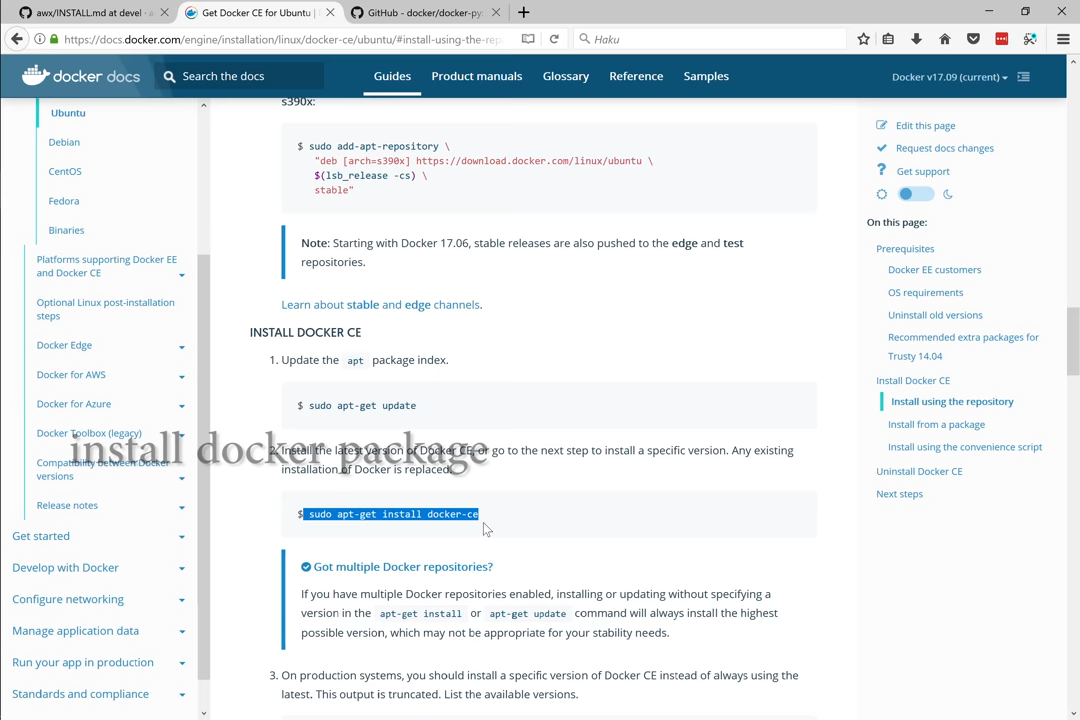 awx/INSTALL.md at devel · a
Get Docker CE for Ubuntu |
GitHub - docker/docker-py:
https://docs.docker.com/engine/installation/linux/docker-ce/ubuntu/#install-using-the-repo
Haku
docker docs
Search the docs
Guides
Product manuals
Glossary
Reference
Samples
Docker v17.09 (current)
Ubuntu
Debian
CentOS
Fedora
Binaries
Platforms supporting Docker EE
and Docker CE
Optional Linux post-installation
steps
Docker Edge
Docker for AWS
Docker for Azure
Docker Toolbox (legacy)
Compatibility between Docker
versions
Release notes
Get started
Develop with Docker
Configure networking
Manage application data
Run your app in production
Standards and compliance
s390x:
$ sudo add-apt-repository \
"deb [arch=s390x] https://download.docker.com/linux/ubuntu \
$(lsb_release -cs) \
stable"
Note: Starting with Docker 17.06, stable releases are also pushed to the edge and test
repositories.
Learn about stable and edge channels.
INSTALL DOCKER CE
1. Update the apt package index.
$ sudo apt-get update
install docker package
2. Install the latest version of Docker CE, or go to the next step to install a specific version. Any existing
installation of Docker is replaced.
$ sudo apt-get install docker-ce
Got multiple Docker repositories?
If you have multiple Docker repositories enabled, installing or updating without specifying a
version in the apt-get install or apt-get update command will always install the highest
possible version, which may not be appropriate for your stability needs.
3. On production systems, you should install a specific version of Docker CE instead of always using the
latest. This output is truncated. List the available versions.
Edit this page
Request docs changes
Get support
On this page:
Prerequisites
Docker EE customers
OS requirements
Uninstall old versions
Recommended extra packages for
Trusty 14.04
Install Docker CE
Install using the repository
Install from a package
Install using the convenience script
Uninstall Docker CE
Next steps